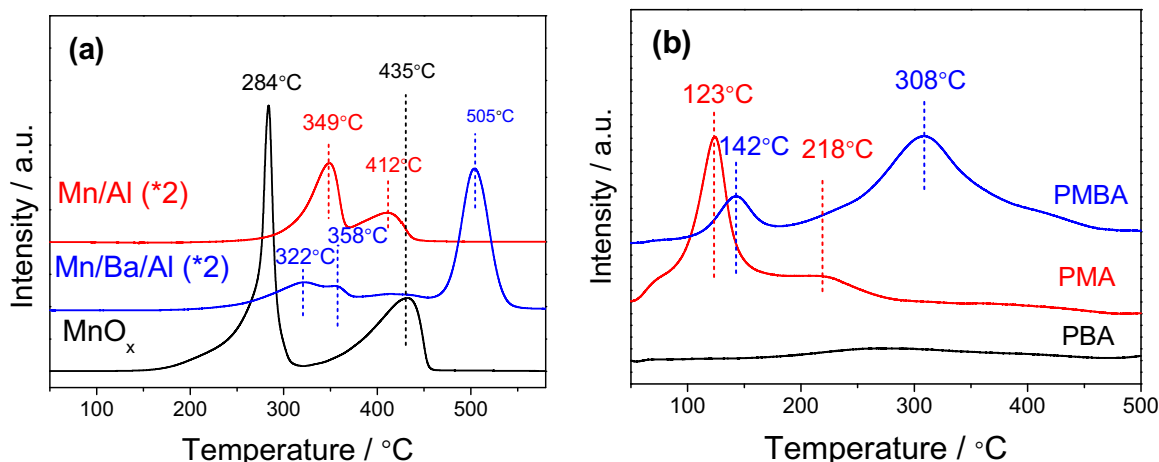 (a)
284°C
435°C
505°C
349°C
412°C
Mn/Al (*2)
358°C
322°C
Mn/Ba/Al (*2)
MnOₓ
Intensity / a.u.
100 200 300 400 500
Temperature / °C
(b)
308°C
123°C
142°C
218°C
PMBA
PMA
PBA
Intensity / a.u.
100 200 300 400 500
Temperature / °C